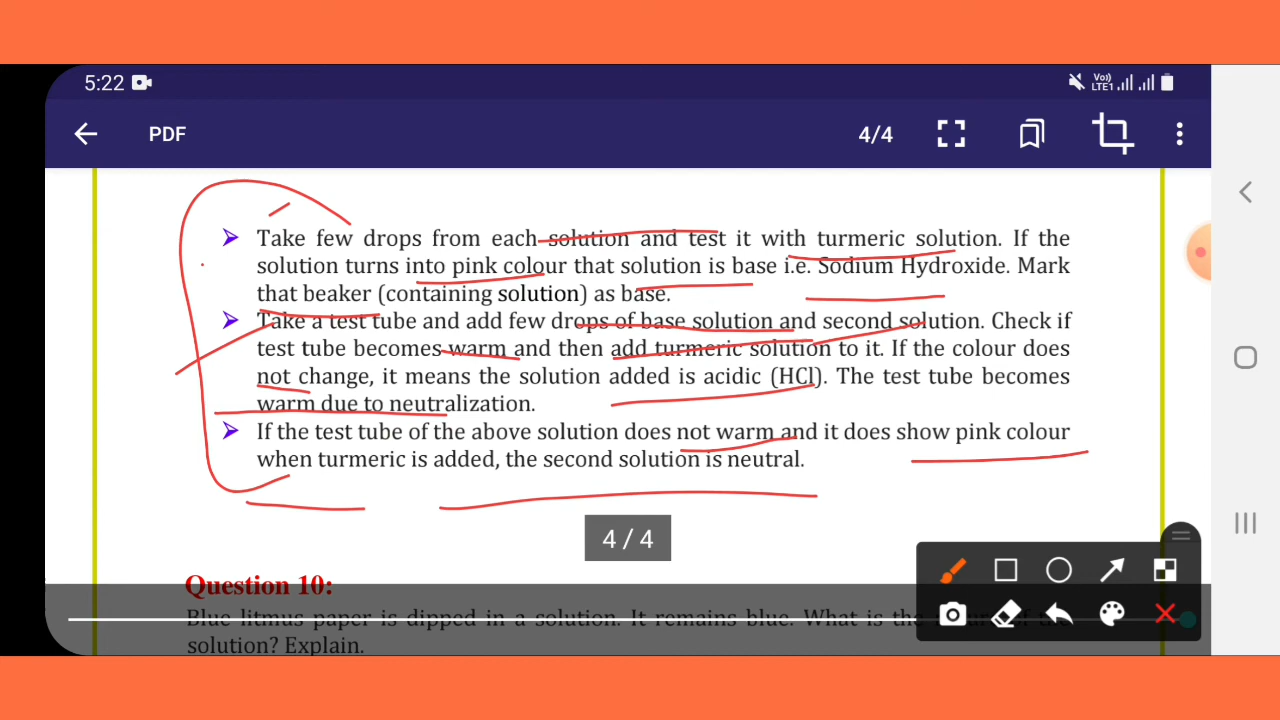 5:22
Vo)
LTE1
PDF
4/4
➤ Take few drops from each solution and test it with turmeric solution. If the
solution turns into pink colour that solution is base i.e. Sodium Hydroxide. Mark
that beaker (containing solution) as base.
➤ Take a test tube and add few drops of base solution and second solution. Check if
test tube becomes warm and then add turmeric solution to it. If the colour does
not change, it means the solution added is acidic (HCl). The test tube becomes
warm due to neutralization.
➤ If the test tube of the above solution does not warm and it does show pink colour
when turmeric is added, the second solution is neutral.
4 / 4
Question 10:
Blue litmus paper is dipped in a solution. It remains blue. What is the
solution? Explain.